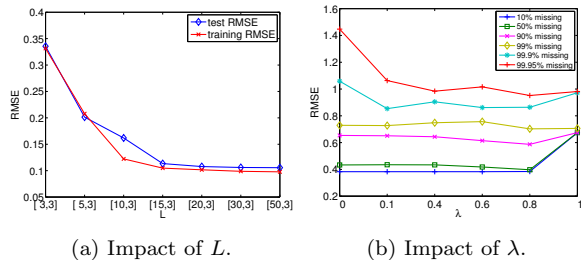 0.4
0.35
0.3
0.25
0.2
0.15
0.1
0.05
RMSE
test RMSE
training RMSE
[ 3,3] [ 5,3] [10,3] [15,3] [20,3] [30,3] [50,3]
L
(a) Impact of L.
1.6
1.4
1.2
1
0.8
0.6
0.4
0.2
RMSE
10% missing
50% missing
90% missing
99% missing
99.9% missing
99.95% missing
0 0.1 0.4 0.6 0.8 1
λ
(b) Impact of λ.